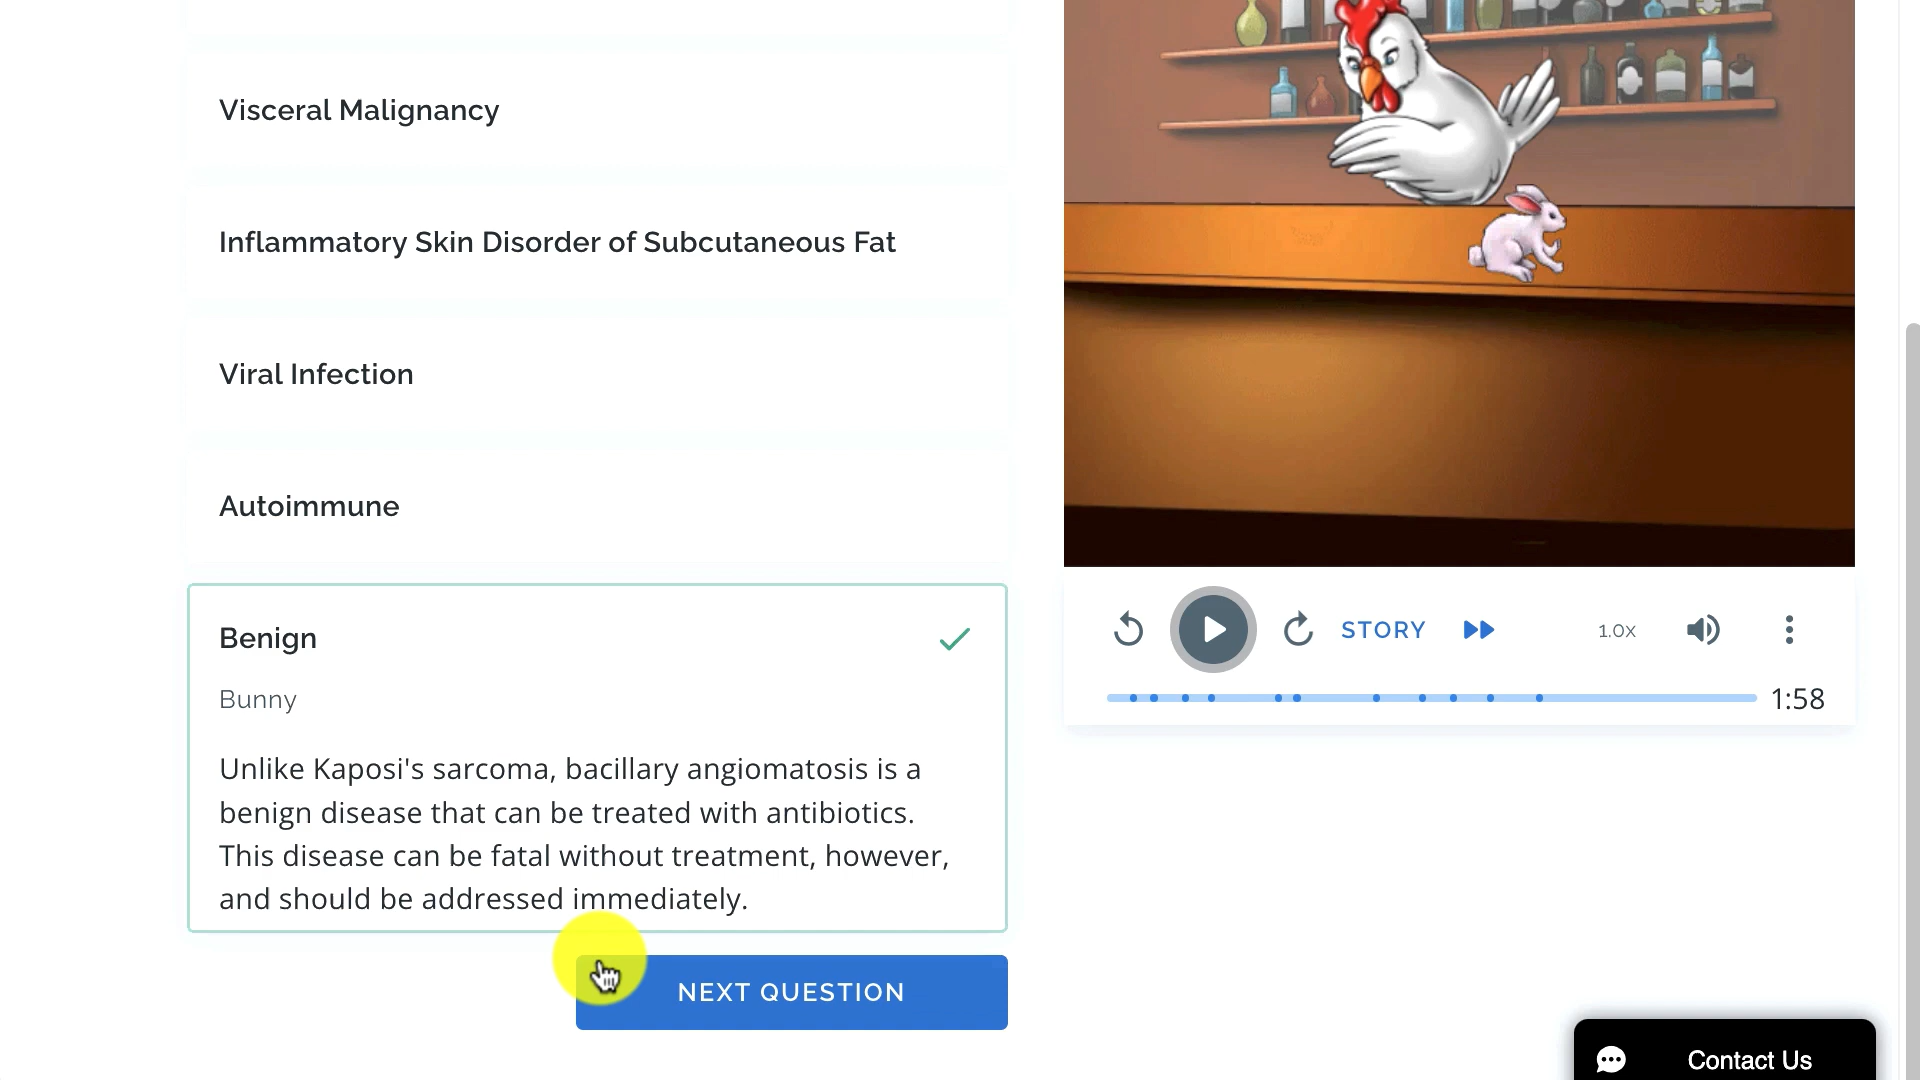 Visceral Malignancy
Inflammatory Skin Disorder of Subcutaneous Fat
Viral Infection
Autoimmune
Benign
Bunny
Unlike Kaposi's sarcoma, bacillary angiomatosis is a
benign disease that can be treated with antibiotics.
This disease can be fatal without treatment, however,
and should be addressed immediately.
NEXT QUESTION
STORY
1.0x
1:58
Contact Us